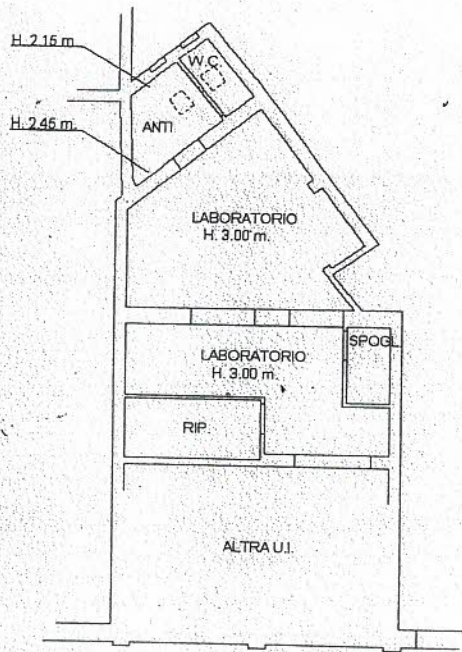 H. 2.15 m.
W.C.
H. 2.45 m.
ANTI
LABORATORIO
H. 3.00 m.
SPOGL.
LABORATORIO
H. 3.00 m.
RIP.
ALTRA U.I.